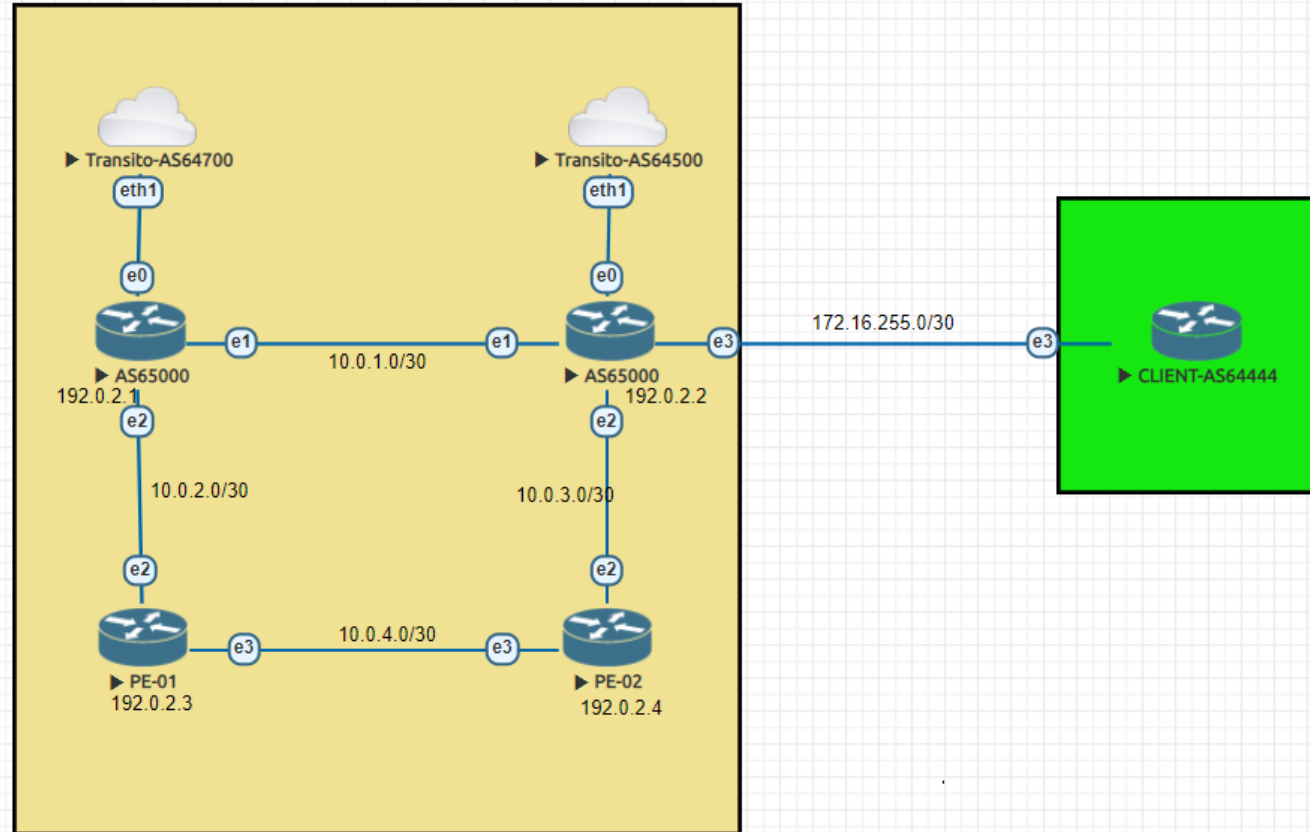 Transito-AS64700
Transito-AS64500
eth1
eth1
e0
e0
e1
10.0.1.0/30
e1
e3
172.16.255.0/30
e3
AS65000
192.0.2.1
AS65000
192.0.2.2
CLIENT-AS64444
e2
e2
10.0.2.0/30
10.0.3.0/30
e2
e2
e3
10.0.4.0/30
e3
PE-01
192.0.2.3
PE-02
192.0.2.4